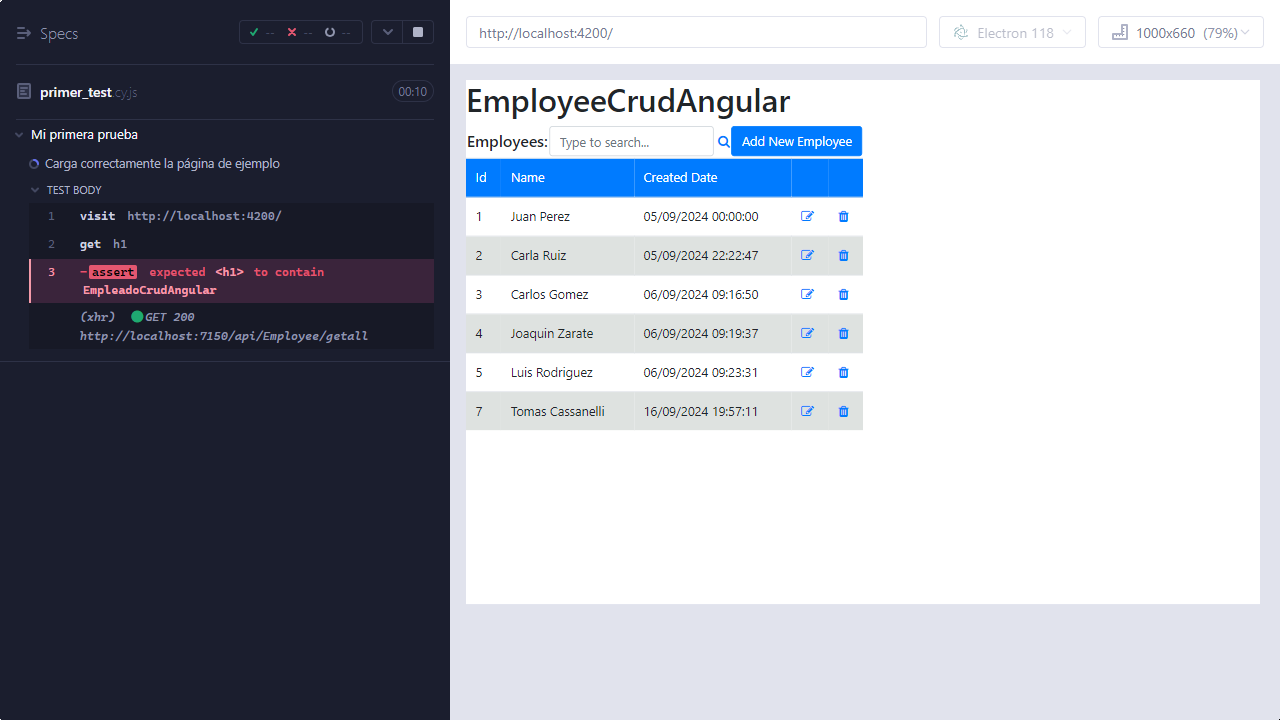 Specs
-- -- --
primer_test.cy.js 00:10
Mi primera prueba
Carga correctamente la página de ejemplo
TEST BODY
1 visit http://localhost:4200/
2 get h1
3 -assert expected <h1> to contain
EmpleadoCrudAngular
(xhr) GET 200
http://localhost:7150/api/Employee/getall
http://localhost:4200/
Electron 118
1000x660 (79%)
EmployeeCrudAngular
Employees: Type to search... Add New Employee
Id Name Created Date
1 Juan Perez 05/09/2024 00:00:00
2 Carla Ruiz 05/09/2024 22:22:47
3 Carlos Gomez 06/09/2024 09:16:50
4 Joaquin Zarate 06/09/2024 09:19:37
5 Luis Rodriguez 06/09/2024 09:23:31
7 Tomas Cassanelli 16/09/2024 19:57:11